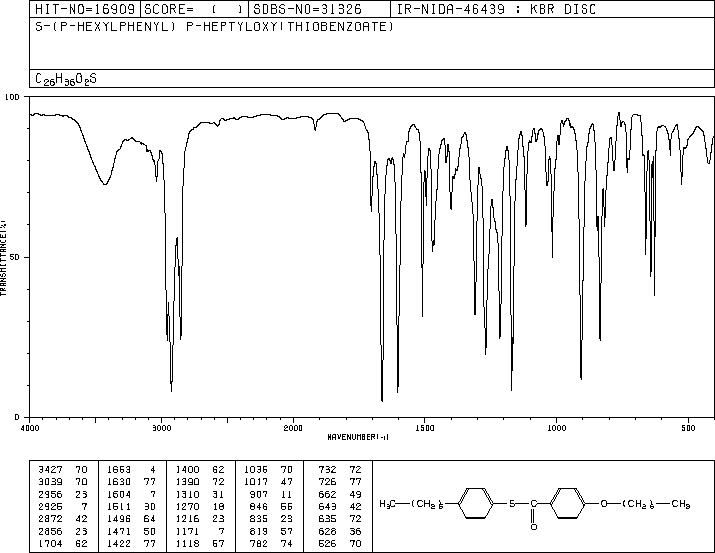 HIT-NO=16909 SCORE= ( ) SDBS-NO=31326 IR-NIDA-46439 : KBR DISC
S-(P-HEXYLPHENYL) P-HEPTYLOXY(THIOBENZOATE)
C26H36O2S
100
50
0
TRANSMITTANCE(%)
4000 3000 2000 1500 1000 500
WAVENUMBER(-1)
3427 70 1663 4 1400 62 1036 70 732 72
3039 70 1630 77 1390 72 1017 47 726 77
2956 23 1604 7 1310 31 907 11 662 49
2925 7 1511 30 1270 18 846 56 649 42
2872 42 1496 64 1216 23 835 23 635 72
2856 23 1471 50 1171 7 819 57 628 36
1704 62 1422 77 1118 57 782 74 526 70
H3C (CH2)5 S C O (CH2)6 CH3
O